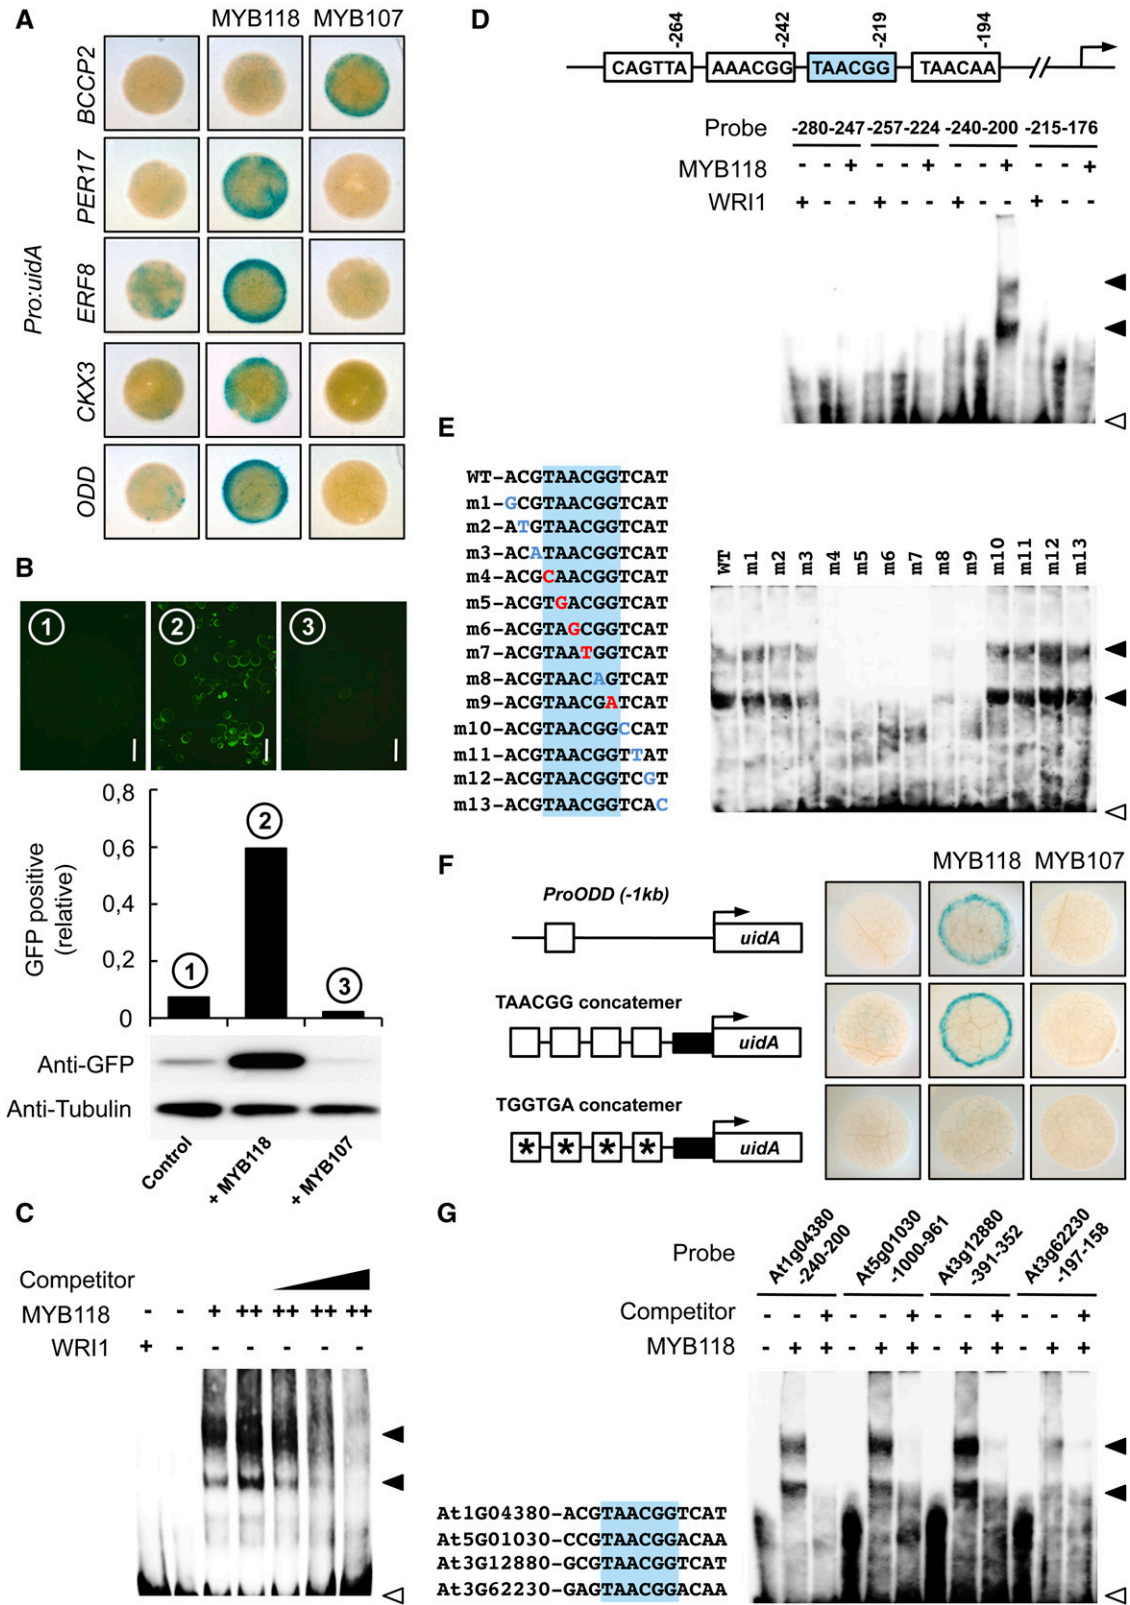 A
MYB118 MYB107
BCCP2
PER17
ERF8
CKX3
ODD
Pro:uidA
B
1 2 3
0,8
0,6
0,4
0,2
0
GFP positive
(relative)
1 2 3
Anti-GFP
Anti-Tubulin
Control + MYB118 + MYB107
C
Competitor
MYB118 - - + ++ ++ ++ ++
WRI1 + - - - - - -
D
-264 -242 -219 -194
CAGTTA AAACGG TAACGG TAACAA
Probe -280-247 -257-224 -240-200 -215-176
MYB118 - - + - - + - - + - - +
WRI1 + - - + - - + - - + - -
E
WT-ACGTAACGGTCAT
m1-GCGTAACGGTCAT
m2-ATGTAACGGTCAT
m3-ACATAACGGTCAT
m4-ACGCAACGGTCAT
m5-ACGTGACGGTCAT
m6-ACGTAGCGGTCAT
m7-ACGTAATGGTCAT
m8-ACGTAACAGTCAT
m9-ACGTAACGATCAT
m10-ACGTAACGGCCAT
m11-ACGTAACGGTTAT
m12-ACGTAACGGTCGT
m13-ACGTAACGGTCAC
WT m1 m2 m3 m4 m5 m6 m7 m8 m9 m10 m11 m12 m13
F
MYB118 MYB107
ProODD (-1kb)
uidA
TAACGG concatemer
uidA
TGGTGA concatemer
* * * * uidA
G
Probe
At1g04380
-240-200
At5g01030
-1000-961
At3g12880
-391-352
At3g62230
-197-158
Competitor - - + - - + - - + - - +
MYB118 - + + - + + - + + - + +
At1G04380-ACGTAACGGTCAT
At5G01030-CCGTAACGGACAA
At3G12880-GCGTAACGGTCAT
At3G62230-GAGTAACGGACAA